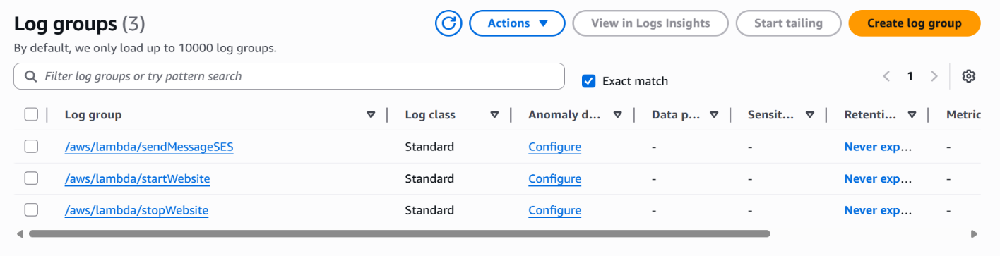 Log groups (3)
Actions
View in Logs Insights
Start tailing
Create log group
By default, we only load up to 10000 log groups.
Filter log groups or try pattern search
Exact match
1
Log group Log class Anomaly d... Data p... Sensit... Retenti... Metric
/aws/lambda/sendMessageSES Standard Configure - - Never exp... -
/aws/lambda/startWebsite Standard Configure - - Never exp... -
/aws/lambda/stopWebsite Standard Configure - - Never exp... -